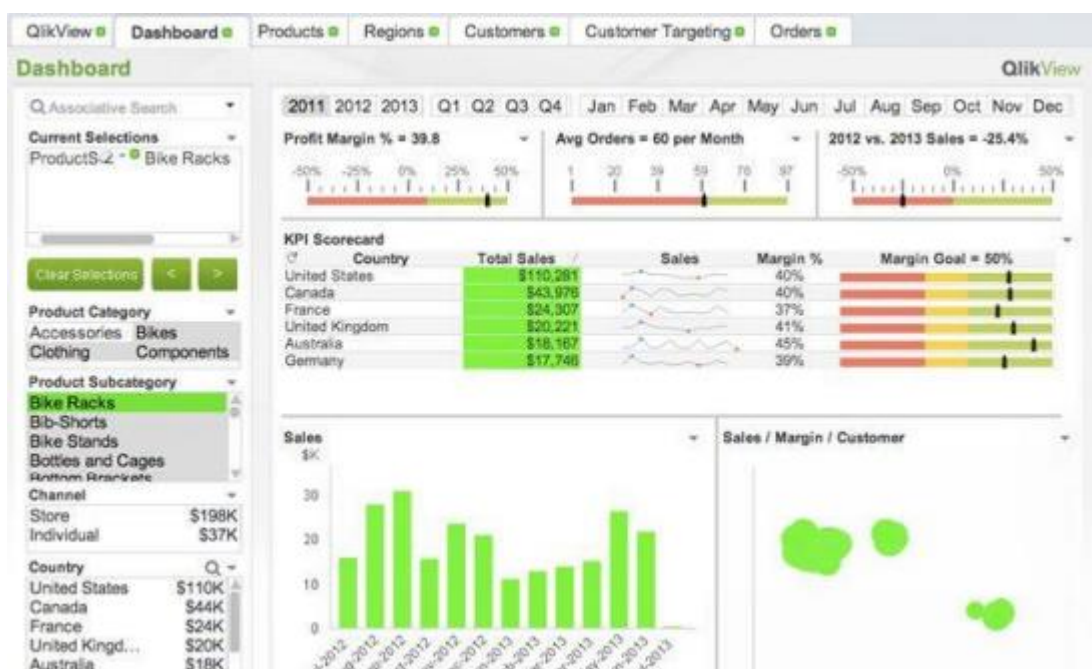 QlikView Dashboard Products Regions Customers Customer Targeting Orders
Dashboard
QlikView
Associative Search
Current Selections
Bike Racks
Clear Selections < >
Product Category
Accessories Bikes
Clothing Components
Product Subcategory
Bike Racks
Bib-Shorts
Bike Stands
Bottles and Cages
Bottom Brackets
Channel
Store $198K
Individual $37K
Country
United States $110K
Canada $44K
France $24K
United Kingd... $20K
Australia $18K
2011 2012 2013 Q1 Q2 Q3 Q4 Jan Feb Mar Apr May Jun Jul Aug Sep Oct Nov Dec
Profit Margin % = 39.8
-50% -25% 0% 25% 50%
Avg Orders = 60 per Month
1 20 39 59 78 97
2012 vs. 2013 Sales = -25.4%
-50% 0% 50%
KPI Scorecard
Country Total Sales Sales Margin % Margin Goal = 50%
United States $110,281 40%
Canada $43,976 40%
France $24,307 37%
United Kingdom $20,221 41%
Australia $18,167 45%
Germany $17,746 39%
Sales
$K
30
20
10
0
Sales / Margin / Customer